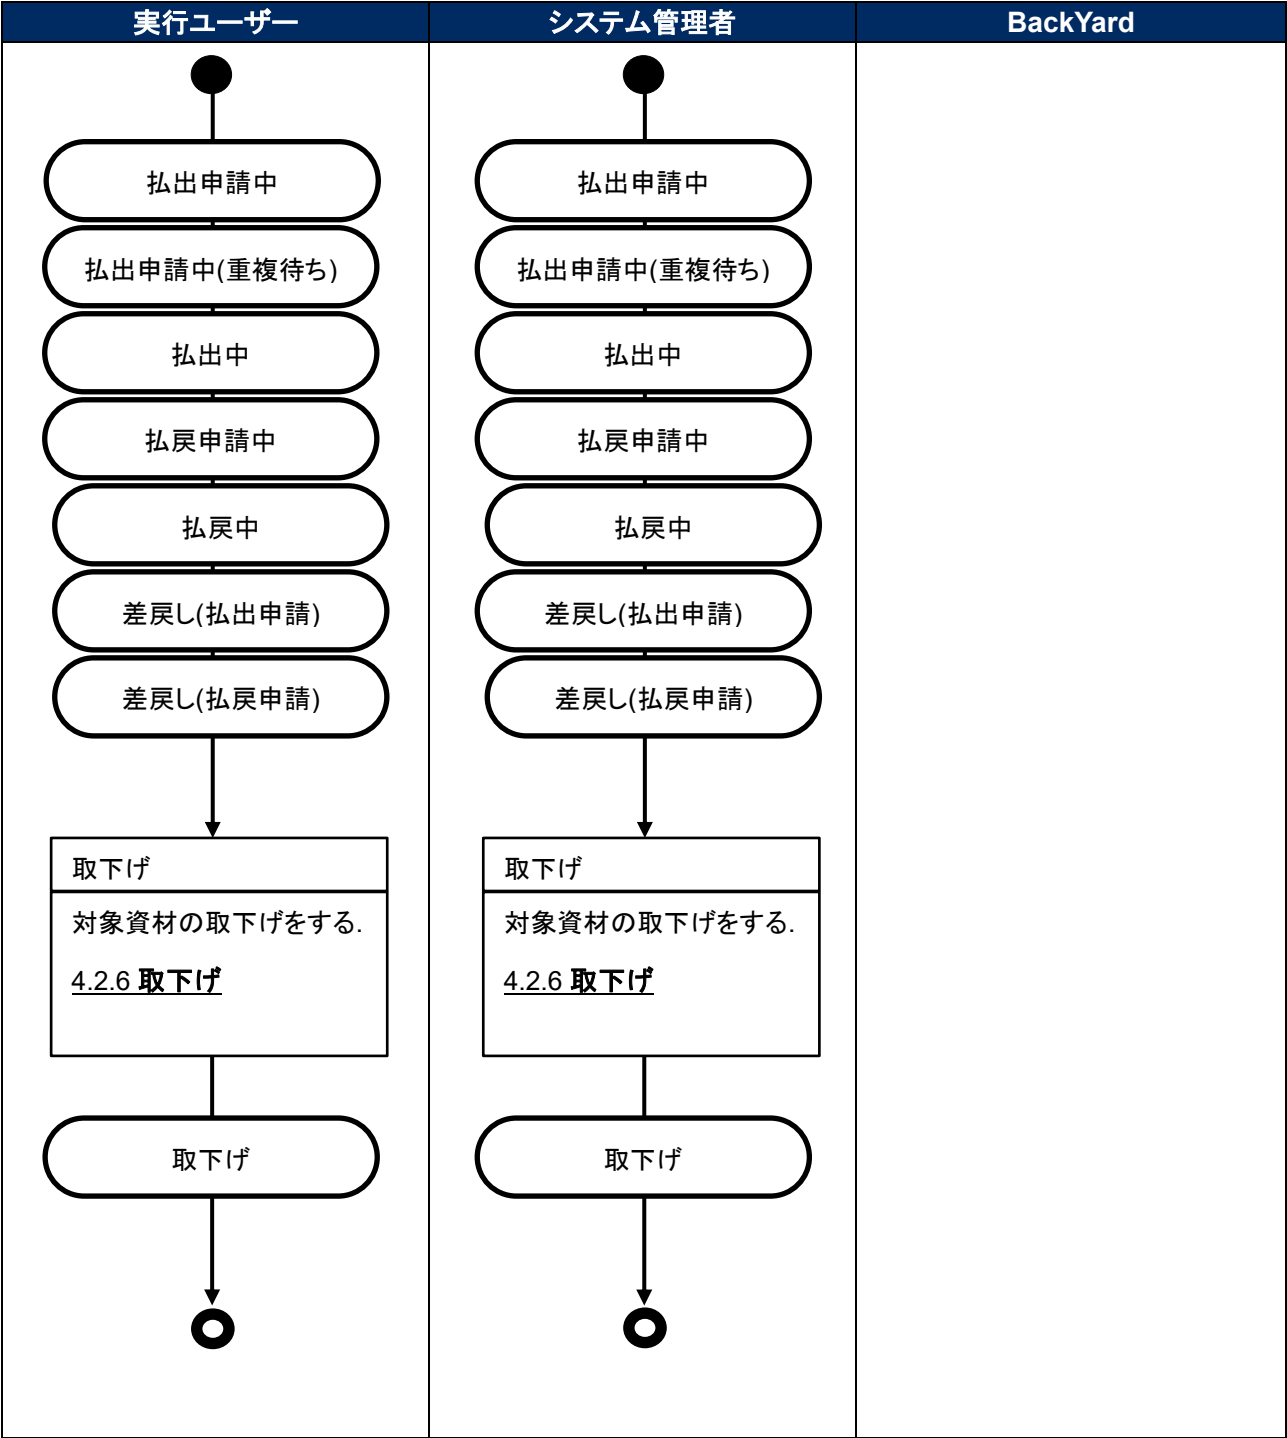 実行ユーザー
システム管理者
BackYard
払出申請中
払出申請中(重複待ち)
払出中
払戻申請中
払戻中
差戻し(払出申請)
差戻し(払戻申請)
取下げ
対象資材の取下げをする.
4.2.6 取下げ
取下げ
払出申請中
払出申請中(重複待ち)
払出中
払戻申請中
払戻中
差戻し(払出申請)
差戻し(払戻申請)
取下げ
対象資材の取下げをする.
4.2.6 取下げ
取下げ